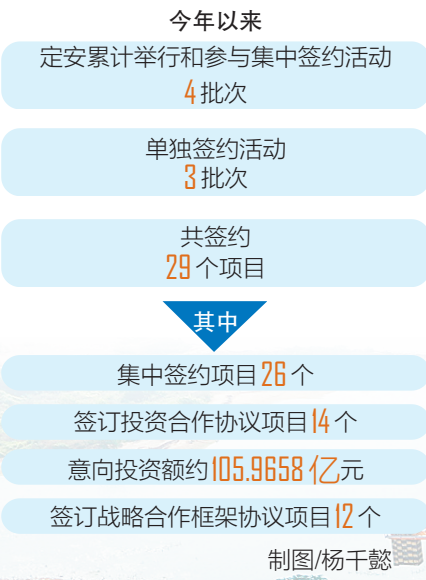 今年以来
定安累计举行和参与集中签约活动
4批次
单独签约活动
3批次
共签约
29个项目
其中
集中签约项目26个
签订投资合作协议项目14个
意向投资额约105.9658亿元
签订战略合作框架协议项目12个
制图/杨千懿